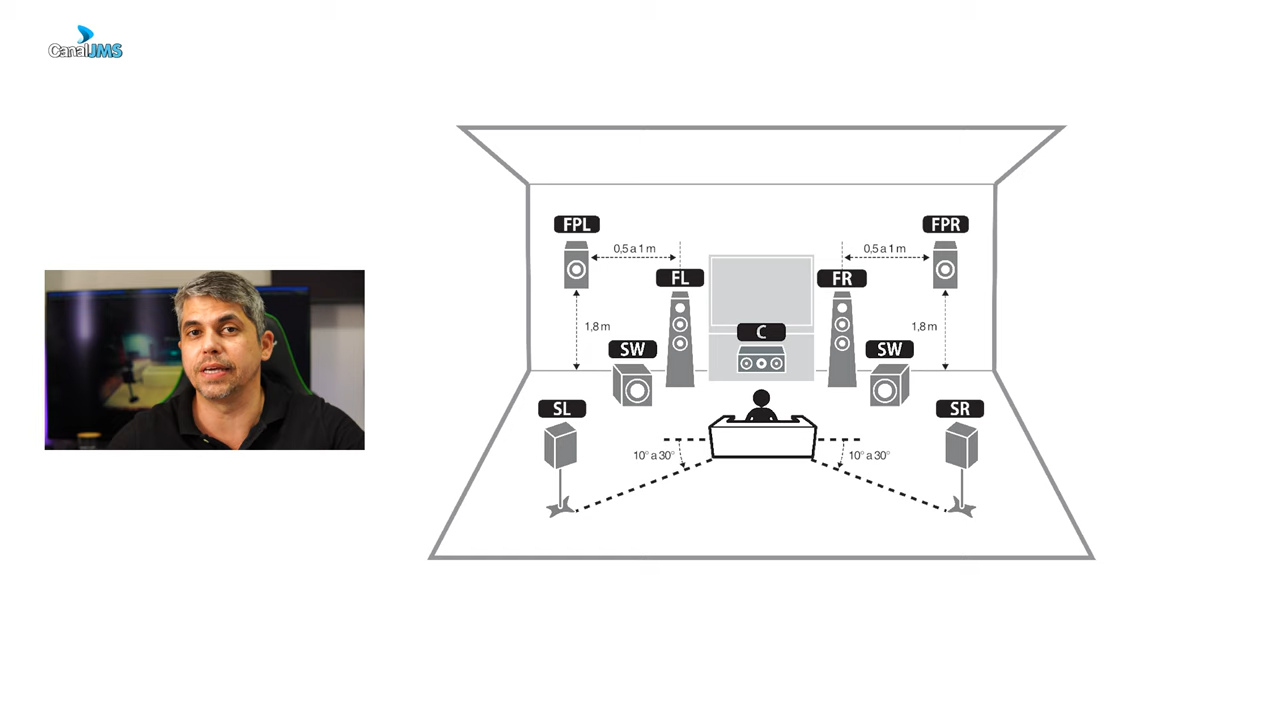 CanalJMS
FPL
FPR
0,5 a 1 m
0,5 a 1 m
FL
FR
1,8 m
1,8 m
C
SW
SW
SL
SR
10° a 30°
10° a 30°